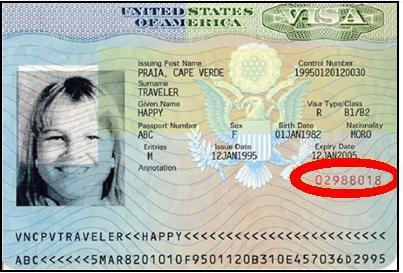 UNITED STATES OF AMERICA VISA
Issuing Post Name Control Number
PRAIA, CAPE VERDE 19950120120030
Surname
TRAVELER
Given Name Visa Type/Class
HAPPY R B1/B2
Passport Number Sex Birth Date Nationality
ABC F 01JAN1982 MORO
Entries Issue Date Expiry Date
M 12JAN1995 12JAN2005
Annotation
02988018
VNCPVTRAVELER<<HAPPY<<<<<<<<<<<<<<<<<<<<
ABC<<<<<<5MAR8201010F9501120B310E457036D2995